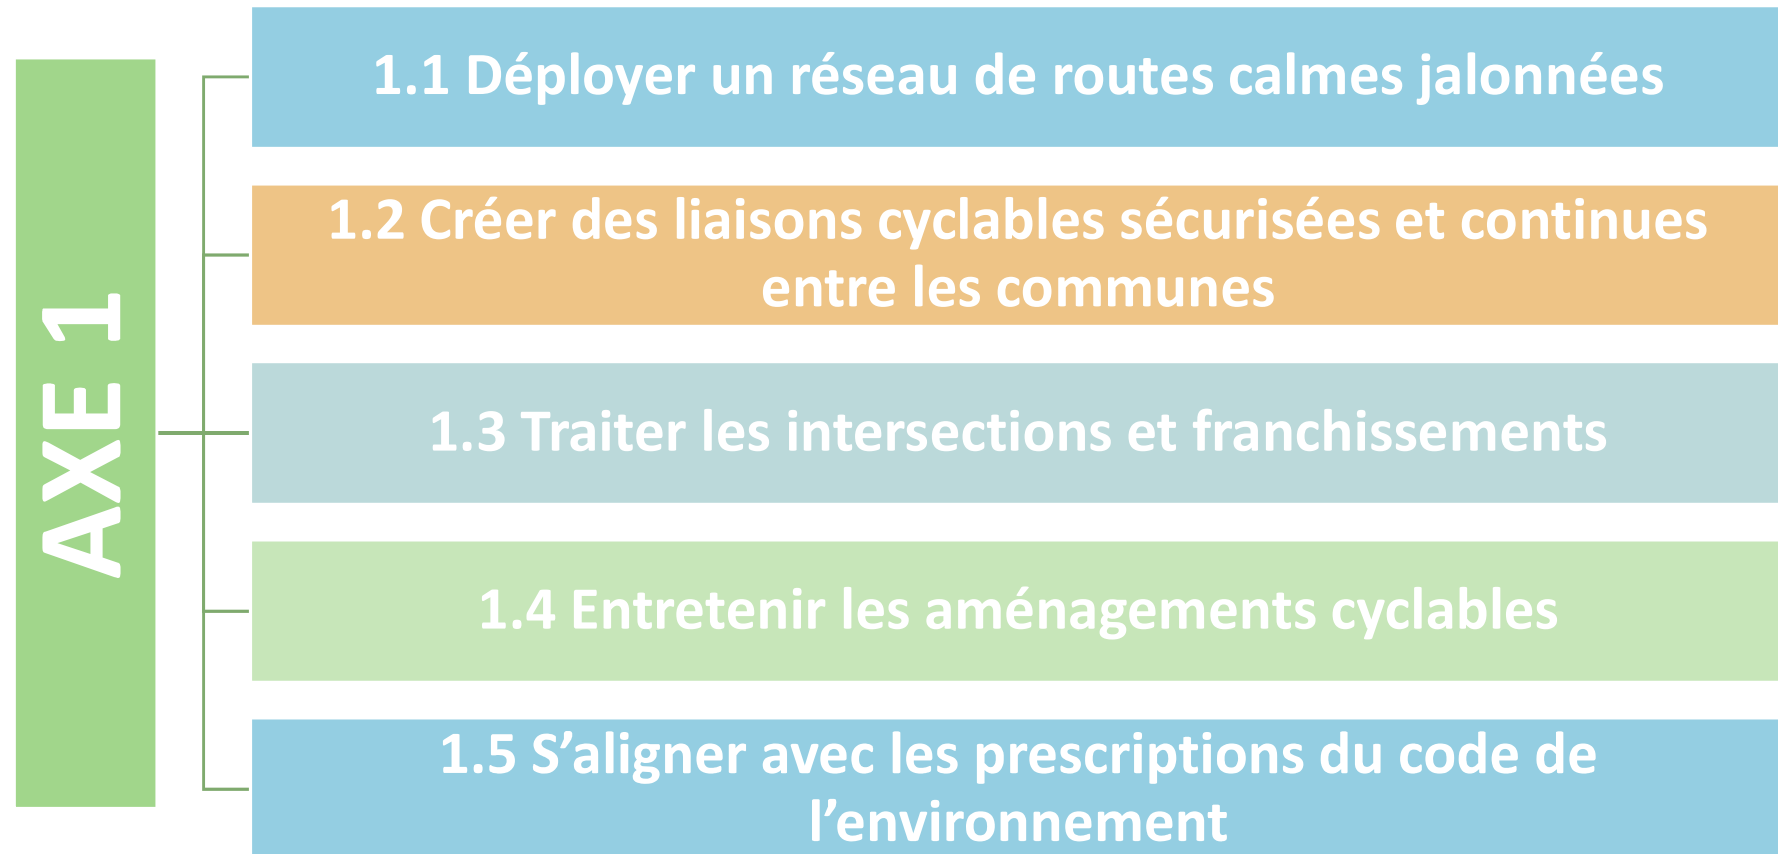 AXE 1
1.1 Déployer un réseau de routes calmes jalonnées
1.2 Créer des liaisons cyclables sécurisées et continues
entre les communes
1.3 Traiter les intersections et franchissements
1.4 Entretenir les aménagements cyclables
1.5 S’aligner avec les prescriptions du code de
l’environnement